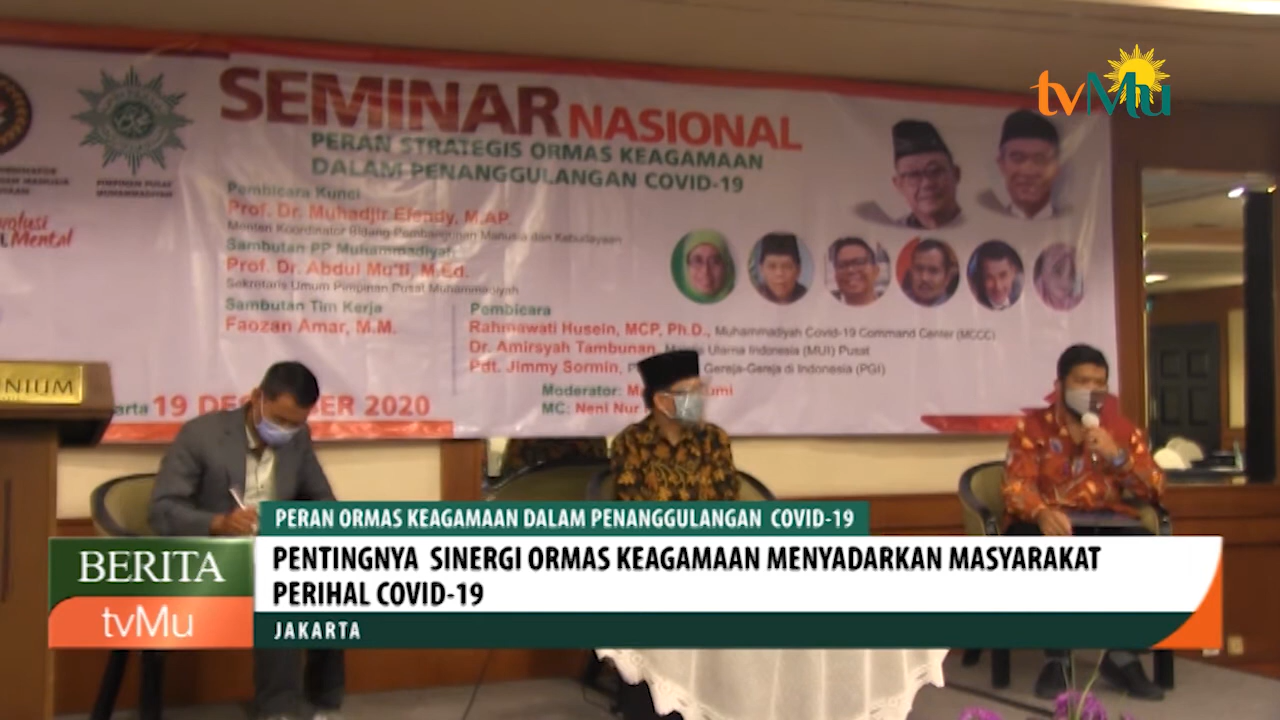 tvMu
SEMINAR NASIONAL
PERAN STRATEGIS ORMAS KEAGAMAAN
DALAM PENANGGULANGAN COVID-19
PIMPINAN PUSAT
MUHAMMADIYAH
Mental
Pembicara Kunci
Prof. Dr. Muhadjir Efendy, M.AP.
Menteri Koordinator Bidang Pembangunan Manusia dan Kebudayaan
Sambutan PP Muhammadiyah
Prof. Dr. Abdul Mu'ti, M.Ed.
Sekretaris Umum Pimpinan Pusat Muhammadiyah
Sambutan Tim Kerja
Faozan Amar, M.M.
Pembicara
Rahmawati Husein, MCP, Ph.D., Muhammadiyah Covid-19 Command Center (MCCC)
Dr. Amirsyah Tambunan, Utama Indonesia (MUI) Pusat
Pdt. Jimmy Sormin, Gereja-Gereja di Indonesia (PGI)
Moderator:
MC: Neni Nur
19 DESEMBER 2020
NIUM
PERAN ORMAS KEAGAMAAN DALAM PENANGGULANGAN COVID-19
BERITA
tvMu
PENTINGNYA SINERGI ORMAS KEAGAMAAN MENYADARKAN MASYARAKAT
PERIHAL COVID-19
JAKARTA